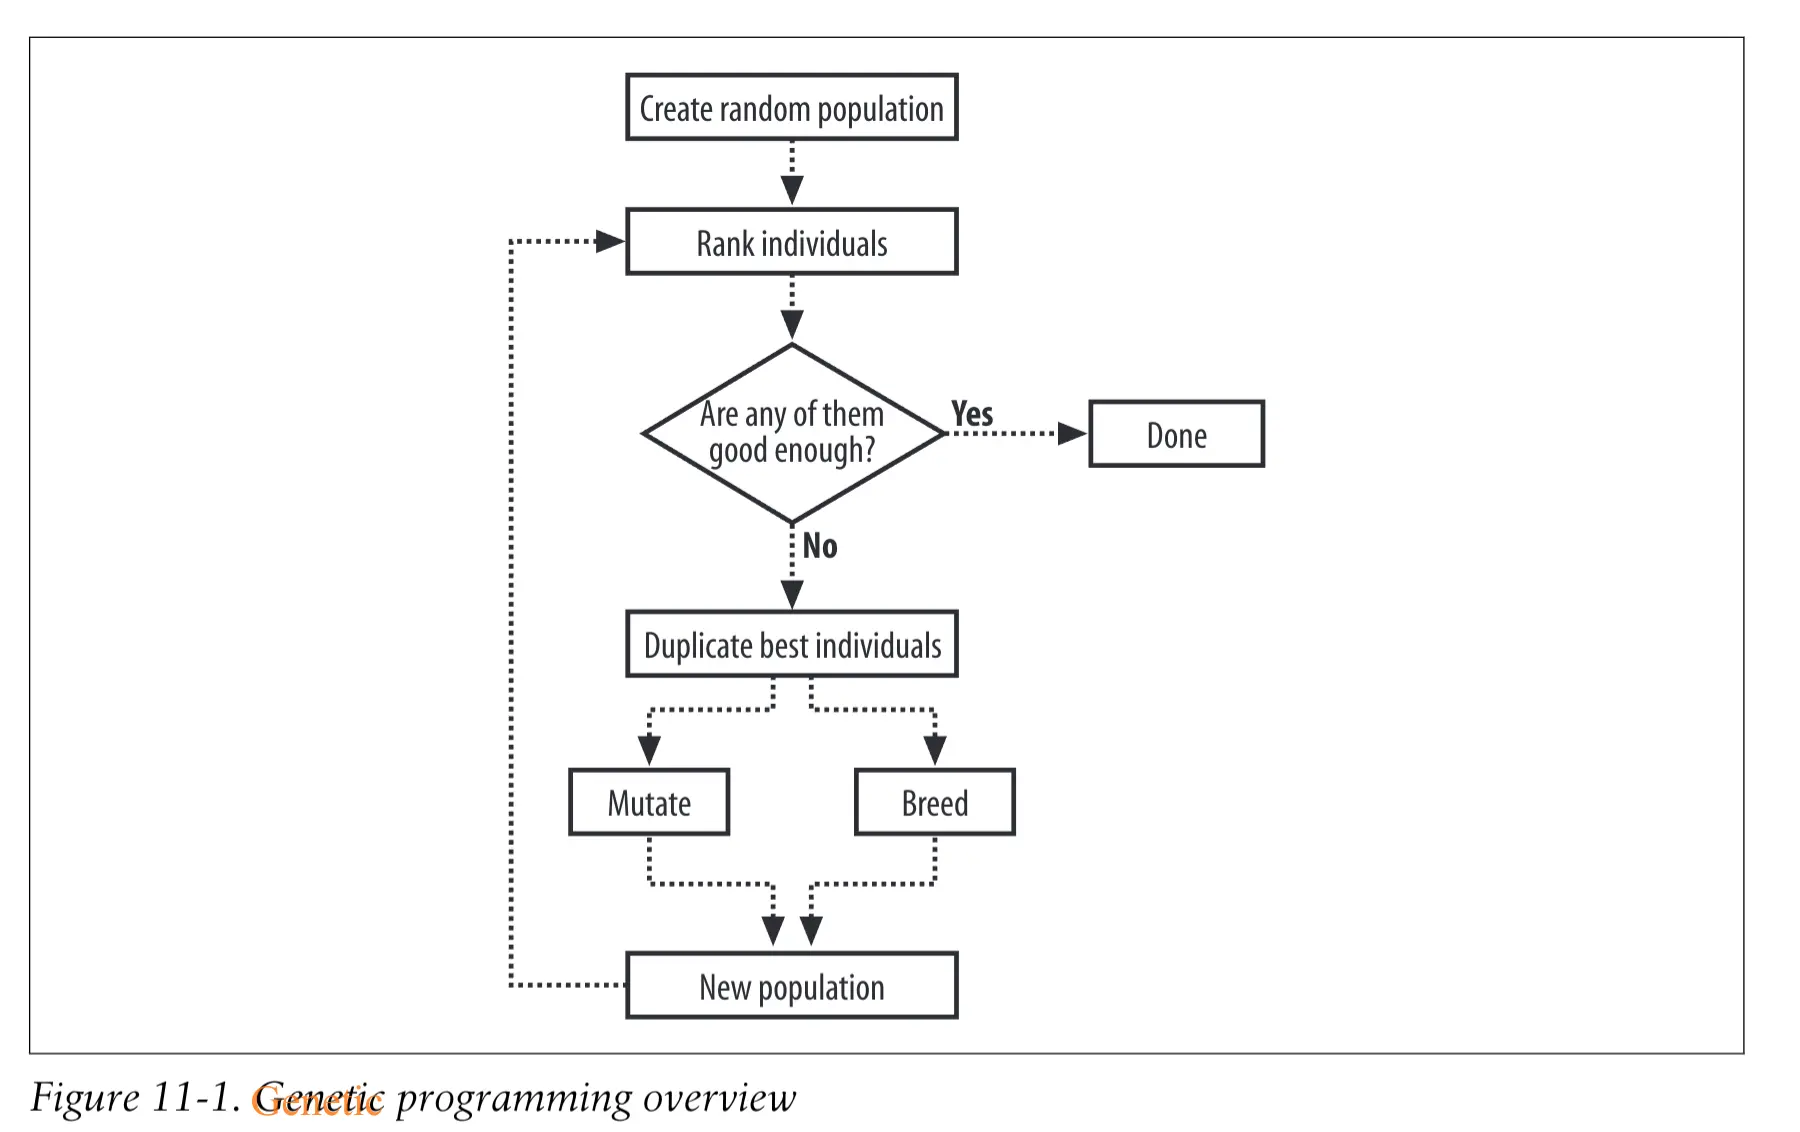 Create random population
Rank individuals
Are any of them
good enough?
Yes
Done
No
Duplicate best individuals
Mutate
Breed
New population
Figure 11-1. Genetic programming overview